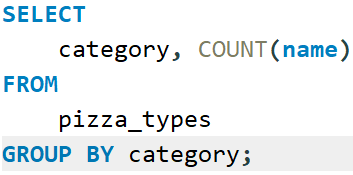 SELECT
    category, COUNT(name)
FROM
    pizza_types
GROUP BY category;